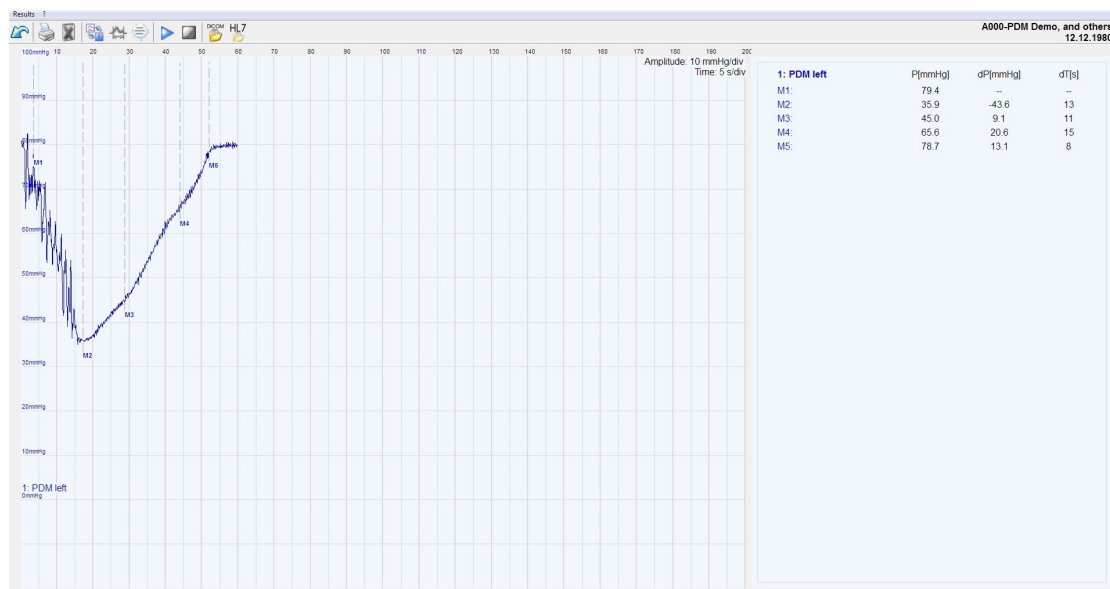 Results ?
DICOM HL7
A000-PDM Demo, and others
12.12.1980
100mmHg 10 20 30 40 50 60 70 80 90 100 110 120 130 140 150 160 170 180 190 200
Amplitude: 10 mmHg/div
Time: 5 s/div
90mmHg
80mmHg
M1
M5
70mmHg
M4
60mmHg
50mmHg
40mmHg
M3
M2
30mmHg
20mmHg
10mmHg
1: PDM left
0mmHg
1: PDM left P[mmHg] dP[mmHg] dT[s]
M1: 79.4 -- --
M2: 35.9 -43.6 13
M3: 45.0 9.1 11
M4: 65.6 20.6 15
M5: 78.7 13.1 8